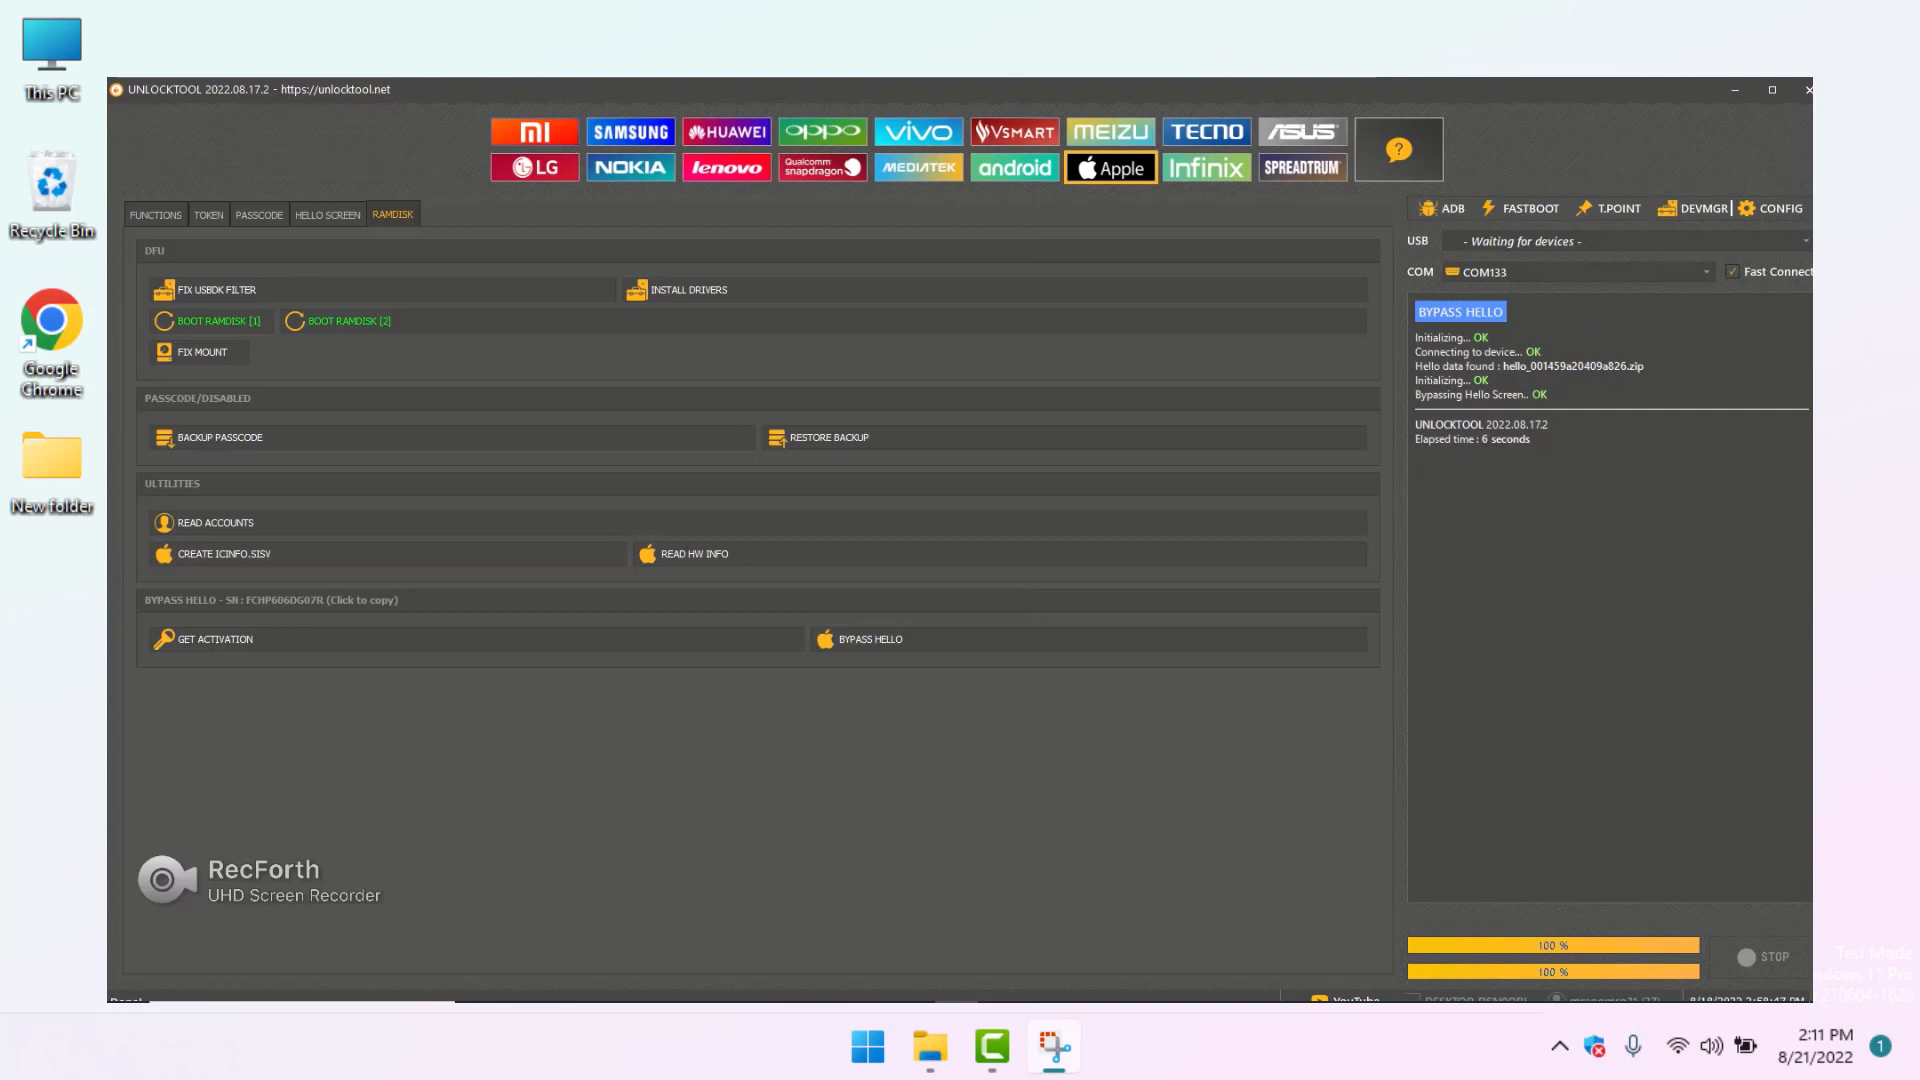 This PC
Recycle Bin
Google
Chrome
New folder
UNLOCKTOOL 2022.08.17.2 - https://unlocktool.net
MI
SAMSUNG
HUAWEI
OPPO
VIVO
VSMART
MEIZU
TECNO
ASUS
?
LG
NOKIA
lenovo
Qualcomm
snapdragon
MEDIATEK
android
Apple
Infinix
SPREADTRUM
FUNCTIONS
TOKEN
PASSCODE
HELLO SCREEN
RAMDISK
DFU
FIX USBDK FILTER
INSTALL DRIVERS
BOOT RAMDISK [1]
BOOT RAMDISK [2]
FIX MOUNT
PASSCODE/DISABLED
BACKUP PASSCODE
RESTORE BACKUP
ULTILITIES
READ ACCOUNTS
CREATE ICINFO.SISV
READ HW INFO
BYPASS HELLO - SN : FCHP606DG07R (Click to copy)
GET ACTIVATION
BYPASS HELLO
RecForth
UHD Screen Recorder
ADB
FASTBOOT
T.POINT
DEVMGR
CONFIG
USB
- Waiting for devices -
COM
COM133
Fast Connect
BYPASS HELLO
Initializing... OK
Connecting to device... OK
Hello data found : hello_001459a20409a826.zip
Initializing... OK
Bypassing Hello Screen.. OK
UNLOCKTOOL 2022.08.17.2
Elapsed time : 6 seconds
100 %
100 %
STOP
YouTube
Test Mode
2:11 PM
8/21/2022
1